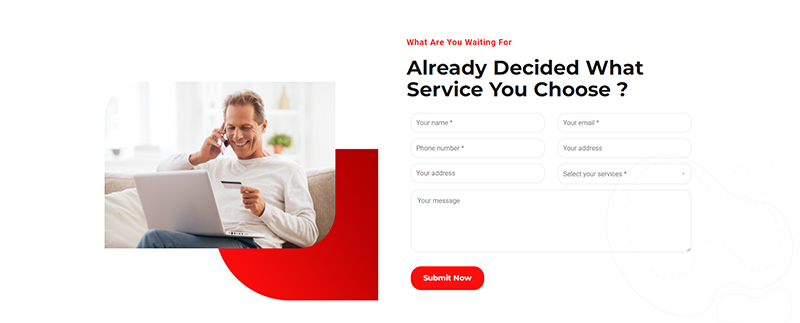 What Are You Waiting For
Already Decided What
Service You Choose ?
Your name *
Your email *
Phone number *
Your address
Your address
Select your services *
Your message
Submit Now